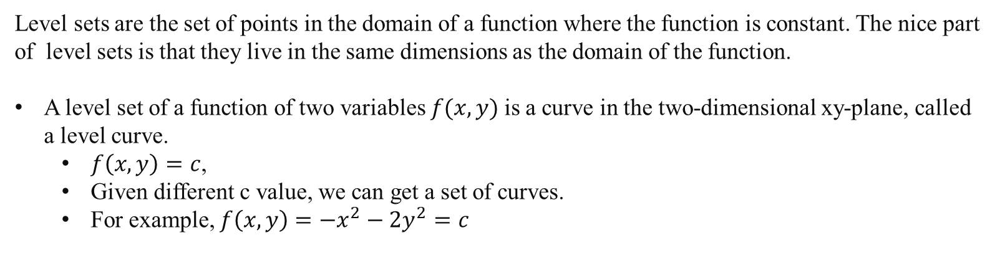 Level sets are the set of points in the domain of a function where the function is constant. The nice part
of level sets is that they live in the same dimensions as the domain of the function.
• A level set of a function of two variables f(x, y) is a curve in the two-dimensional xy-plane, called
a level curve.
• f(x, y) = c,
• Given different c value, we can get a set of curves.
• For example, f(x, y) = −x² − 2y² = c